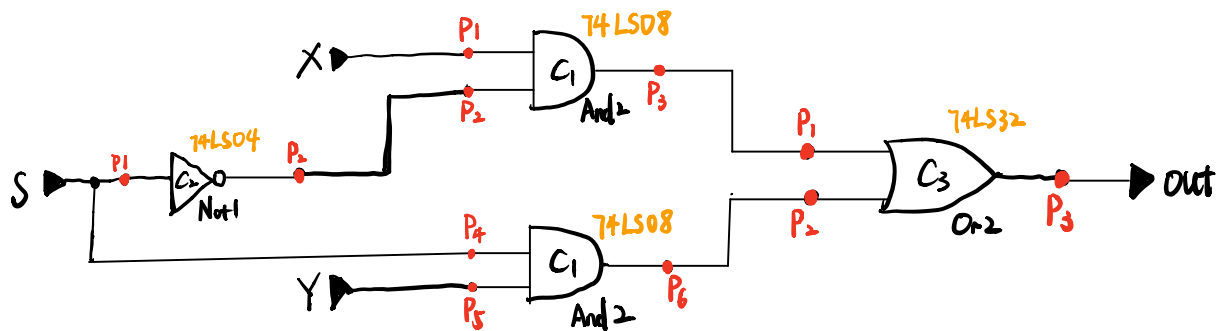 74LS08
P1
X
C1
P3
And2
P2
74LS04
P1
74LS32
P1
P2
C2
C3
OUT
S
Not1
P2
P3
Or2
74LS08
P4
C1
Y
P5
P6
And2